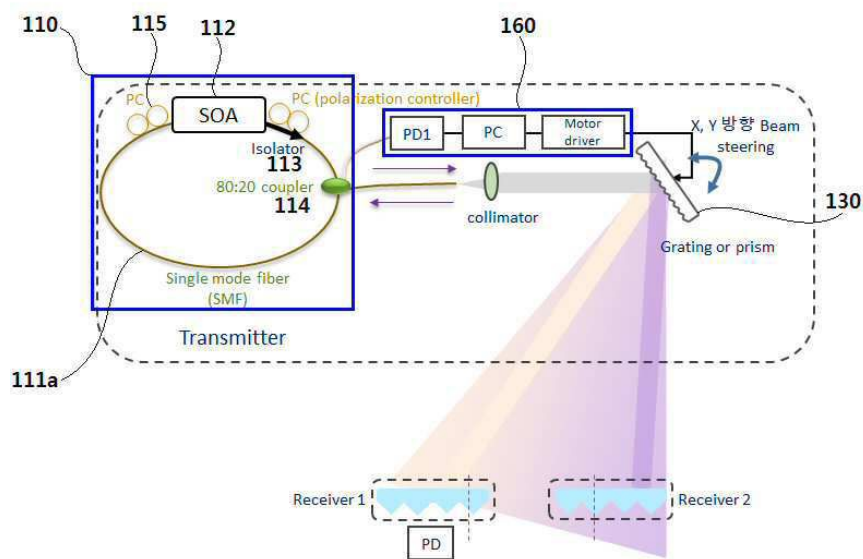 110
115
112
160
PC
SOA
PC (polarization controller)
PD1
PC
Motor
driver
X, Y 방향 Beam
steering
Isolator
113
80:20 coupler
114
collimator
130
Grating or prism
Single mode fiber
(SMF)
Transmitter
111a
Receiver 1
Receiver 2
PD